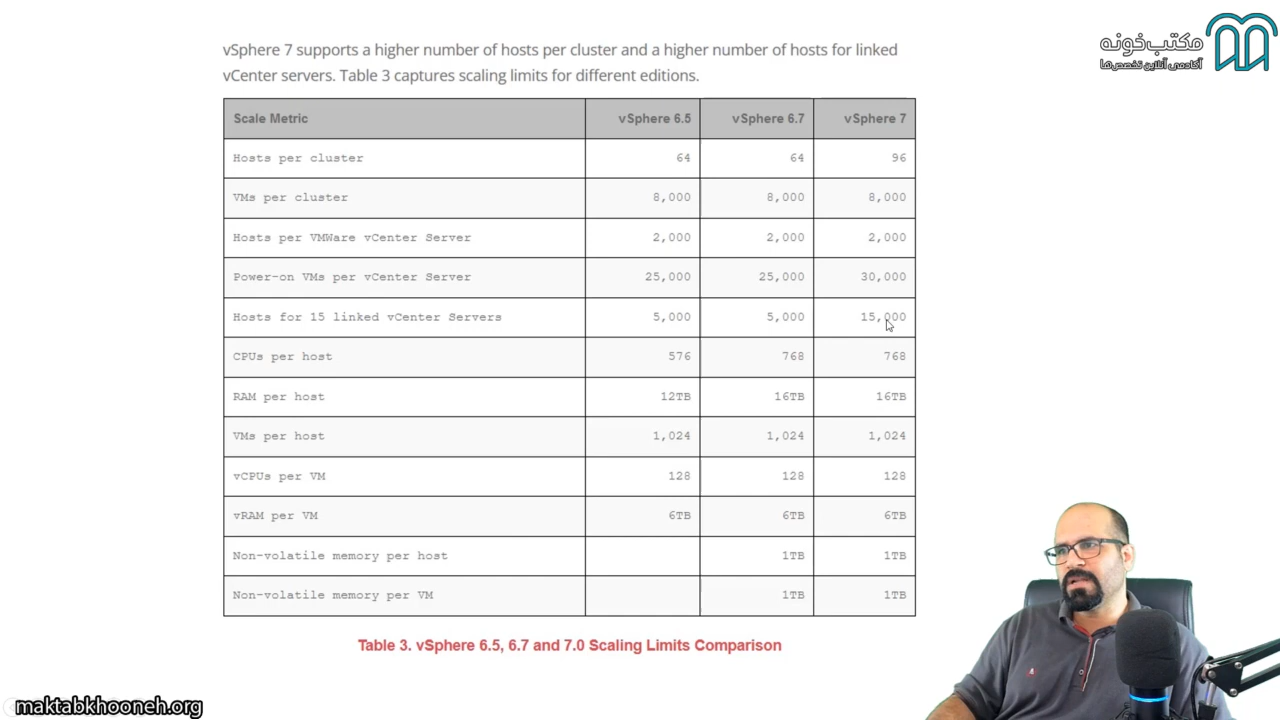 vSphere 7 supports a higher number of hosts per cluster and a higher number of hosts for linked
vCenter servers. Table 3 captures scaling limits for different editions.
مکتب‌خونه
آکادمی آنلاین تخصص‌ها
Scale Metric vSphere 6.5 vSphere 6.7 vSphere 7
Hosts per cluster 64 64 96
VMs per cluster 8,000 8,000 8,000
Hosts per VMWare vCenter Server 2,000 2,000 2,000
Power-on VMs per vCenter Server 25,000 25,000 30,000
Hosts for 15 linked vCenter Servers 5,000 5,000 15,000
CPUs per host 576 768 768
RAM per host 12TB 16TB 16TB
VMs per host 1,024 1,024 1,024
vCPUs per VM 128 128 128
vRAM per VM 6TB 6TB 6TB
Non-volatile memory per host 1TB 1TB
Non-volatile memory per VM 1TB 1TB
Table 3. vSphere 6.5, 6.7 and 7.0 Scaling Limits Comparison
maktabkhooneh.org